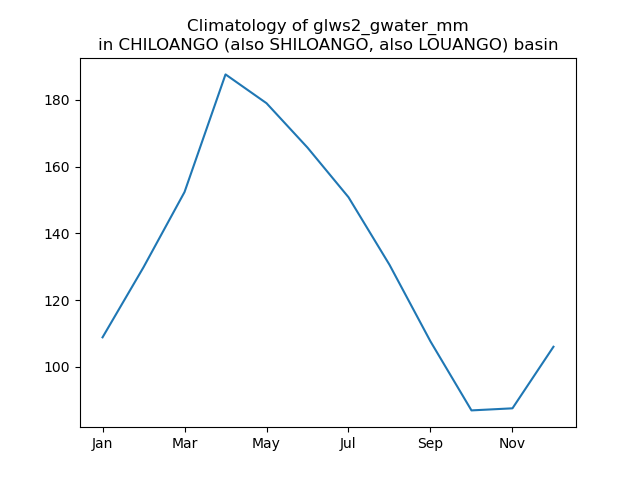 Climatology of glws2_gwater_mm
in CHILOANGO (also SHILOANGO, also LOUANGO) basin
180
160
140
120
100
Jan Mar May Jul Sep Nov